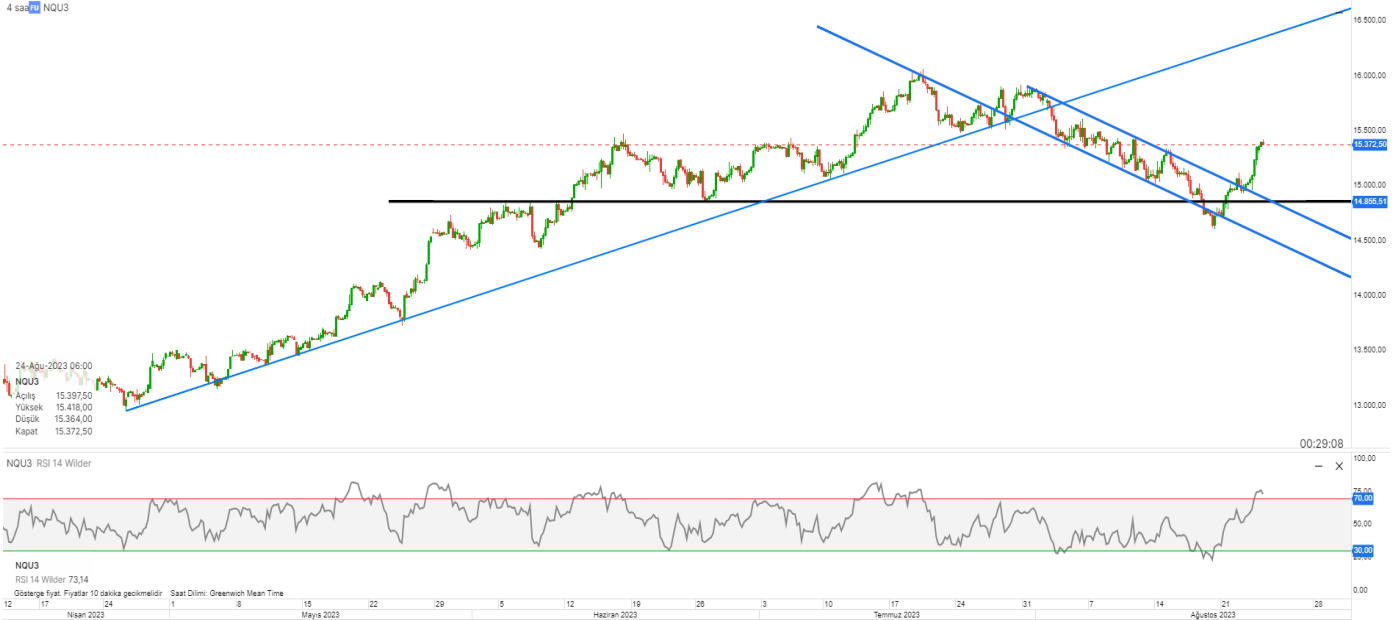 4 saa FU NQU3
16.500,00
16.000,00
15.500,00
15.372,50
15.000,00
14.855,51
14.500,00
14.000,00
13.500,00
13.000,00
24-Ağu-2023 06:00
NQU3
Açılış 15.397,50
Yüksek 15.418,00
Düşük 15.364,00
Kapat 15.372,50
00:29:08
NQU3 RSI 14 Wilder
100,00
75,00
70,00
50,00
30,00
0,00
NQU3
RSI 14 Wilder 73,14
Gösterge fiyat. Fiyatlar 10 dakika gecikmelidir Saat Dilimi: Greenwich Mean Time
12 17 24 1 8 15 22 29 5 12 19 26 3 10 17 24 31 7 14 21 28
Nisan 2023 Mayıs 2023 Haziran 2023 Temmuz 2023 Ağustos 2023